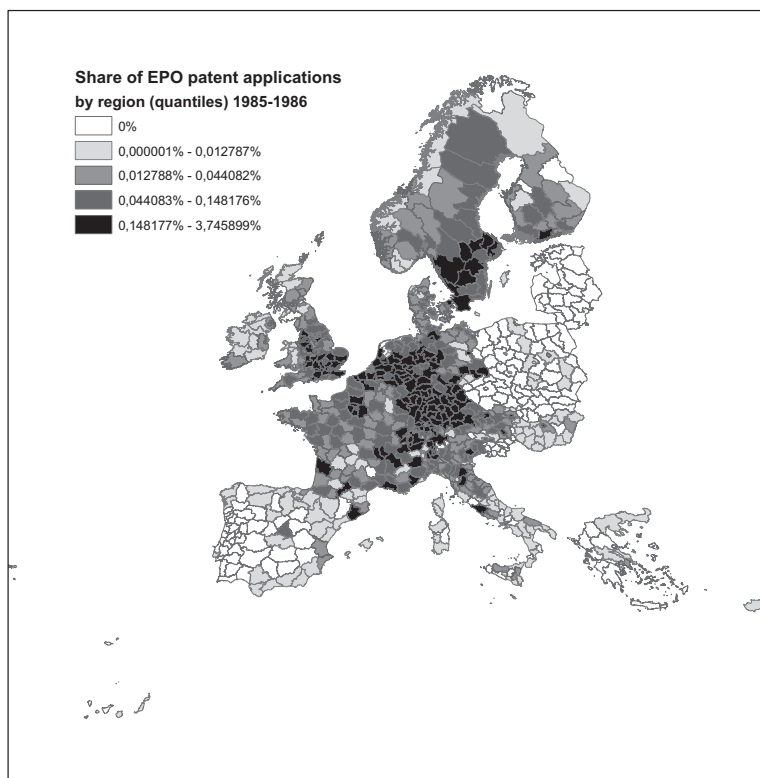 Share of EPO patent applications
by region (quantiles) 1985-1986
0%
0,000001% - 0,012787%
0,012788% - 0,044082%
0,044083% - 0,148176%
0,148177% - 3,745899%